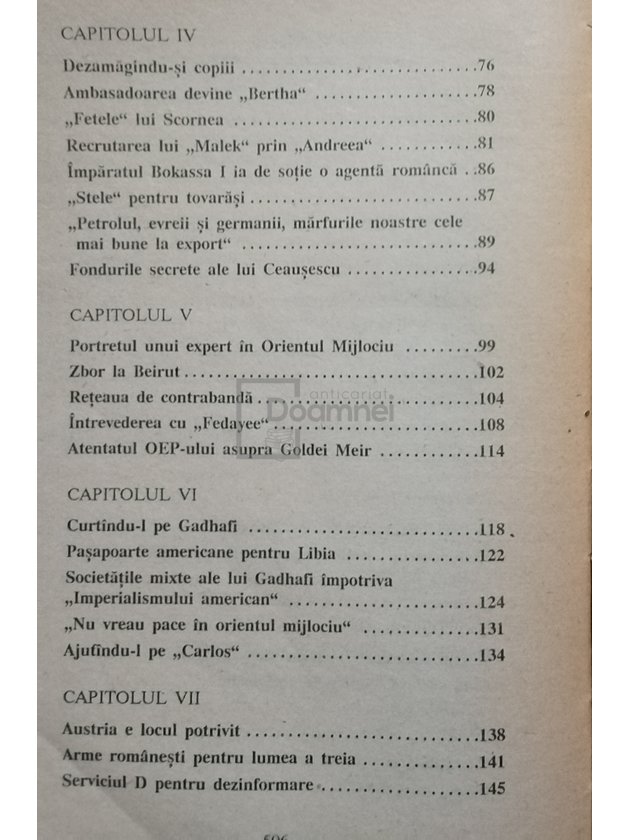 CAPITOLUL IV
Dezamăgindu-și copiii ..............................76
Ambasadoarea devine „Bertha“ ....................78
„Fetele“ lui Scornea ..............................80
Recrutarea lui „Malek“ prin „Andreea“ ............81
Împăratul Bokassa I ia de soție o agentă româncă ..86
„Stele“ pentru tovarăși ............................87
„Petrolul, evreii și germanii, mărfurile noastre cele
mai bune la export“ ..............................89
Fondurile secrete ale lui Ceaușescu ................94
CAPITOLUL V
Portretul unui expert în Orientul Mijlociu .........99
Zbor la Beirut ....................................102
Rețeaua de contrabandă ............................104
Întrevederea cu „Fedayee“ ..........................108
Atentatul OEP-ului asupra Goldei Meir .............114
anticariat
Doamnei
CAPITOLUL VI
Curtîndu-l pe Gadhafi .............................118
Pașapoarte americane pentru Libia .................122
Societățile mixte ale lui Gadhafi împotriva
„Imperialismului american“ ........................124
„Nu vreau pace în orientul mijlociu“ ...............131
Ajutîndu-l pe „Carlos“ .............................134
CAPITOLUL VII
Austria e locul potrivit ...........................138
Arme românești pentru lumea a treia ...............141
Serviciul D pentru dezinformare ....................145